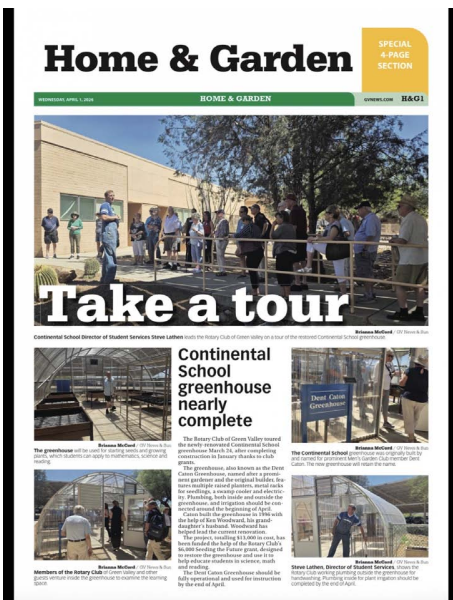 Home & Garden
SPECIAL
4-PAGE
SECTION
WEDNESDAY, APRIL 1, 2026
HOME & GARDEN
GVNEWS.COM H&G1
Take a tour
Brianna McCord / GV News & Sun
Continental School Director of Student Services Steve Lathen leads the Rotary Club of Green Valley on a tour of the restored Continental School greenhouse.
Brianna McCord / GV News & Sun
The greenhouse will be used for starting seeds and growing
plants, which students can apply to mathematics, science and
reading.
Continental
School
greenhouse
nearly
complete
The Rotary Club of Green Valley toured
the newly-renovated Continental School
greenhouse March 24, after completing
construction in January thanks to club
grants.
The greenhouse, also known as the Dent
Caton Greenhouse, named after a promi-
nent gardener and the original builder, fea-
tures multiple raised planters, metal racks
for seedlings, a swamp cooler and electric-
ity. Plumbing, both inside and outside the
greenhouse, and irrigation should be con-
nected around the beginning of April.
Caton built the greenhouse in 1996 with
the help of Ken Woodward, his grand-
daughter's husband. Woodward has
helped lead the current renovation.
The project, totalling $13,000 in cost, has
been funded the help of the Rotary Club's
$6,000 Seeding the Future grant, designed
to restore the greenhouse and use it to
help educate students in science, math
and reading.
The Dent Caton Greenhouse should be
fully operational and used for instruction
by the end of April.
Dent Caton
Greenhouse
Brianna McCord / GV News & Sun
The Continental School greenhouse was originally built by
and named for prominent Men's Garden Club member Dent
Caton. The new greenhouse will retain the name.
Brianna McCord / GV News & Sun
Members of the Rotary Club of Green Valley and other
guests venture inside the greenhouse to examine the learning
space.
Brianna McCord / GV News & Sun
Steve Lathen, Director of Student Services, shows the
Rotary Club working plumbing outside the greenhouse for
handwashing. Plumbing inside for plant irrigation should be
completed by the end of April.